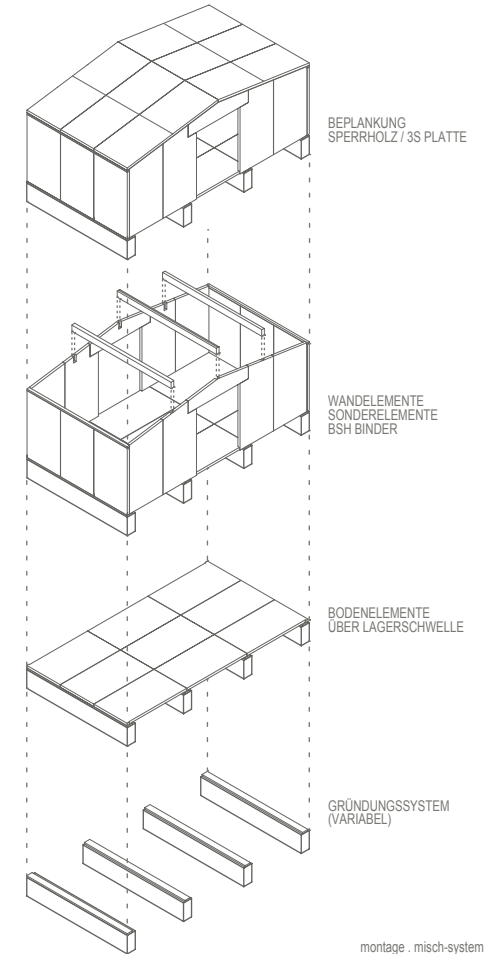 BEPLANKUNG
SPERRHOLZ / 3S PLATTE
WANDELEMENTE
SONDERELEMENTE
BSH BINDER
BODENELEMENTE
ÜBER LAGERSCHWELLE
GRÜNDUNGSSYSTEM
(VARIABEL)
montage . misch-system